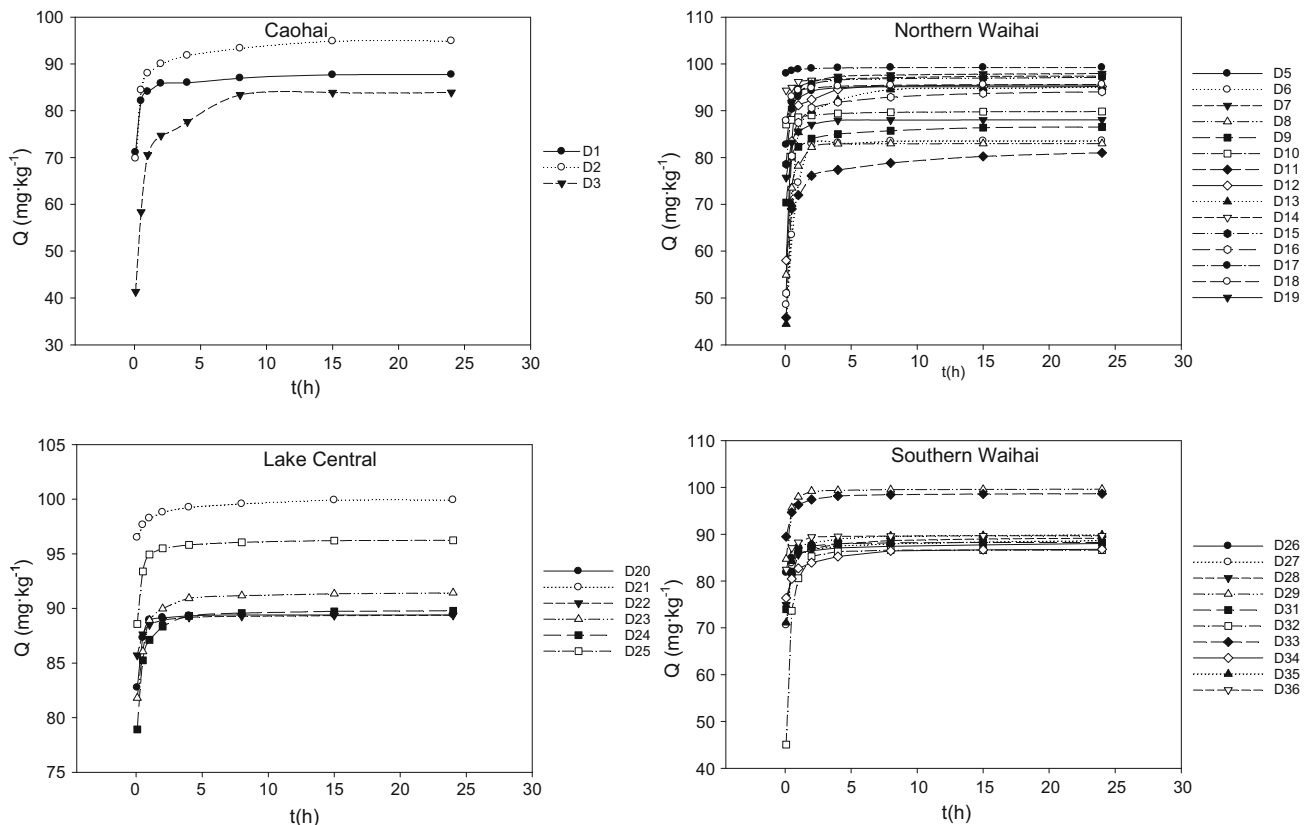 Caohai
Q (mg·kg-1)
100
90
80
70
60
50
40
30
0 5 10 15 20 25 30
t(h)
D1
D2
D3
Northern Waihai
Q (mg·kg-1)
110
100
90
80
70
60
50
40
0 5 10 15 20 25 30
t(h)
D5
D6
D7
D8
D9
D10
D11
D12
D13
D14
D15
D16
D17
D18
D19
Lake Central
Q (mg·kg-1)
105
100
95
90
85
80
75
0 5 10 15 20 25 30
t(h)
D20
D21
D22
D23
D24
D25
Southern Waihai
Q (mg·kg-1)
110
100
90
80
70
60
50
40
0 5 10 15 20 25 30
t(h)
D26
D27
D28
D29
D31
D32
D33
D34
D35
D36